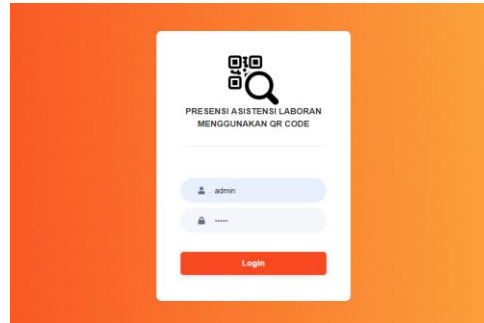 PRESENSI ASISTENSI LABORAN
MENGGUNAKAN QR CODE
admin
•••••
Login